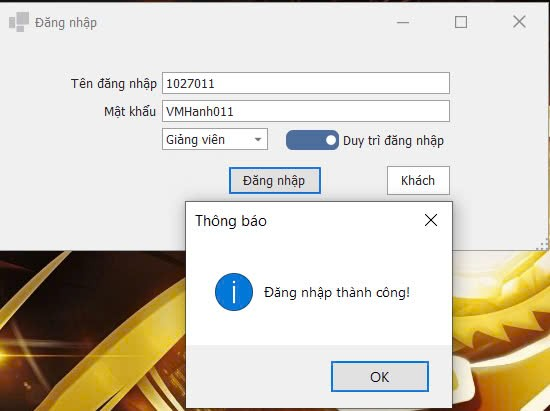 Đăng nhập
Tên đăng nhập 1027011
Mật khẩu VMHanh011
Giảng viên Duy trì đăng nhập
Đăng nhập Khách
Thông báo
Đăng nhập thành công!
OK